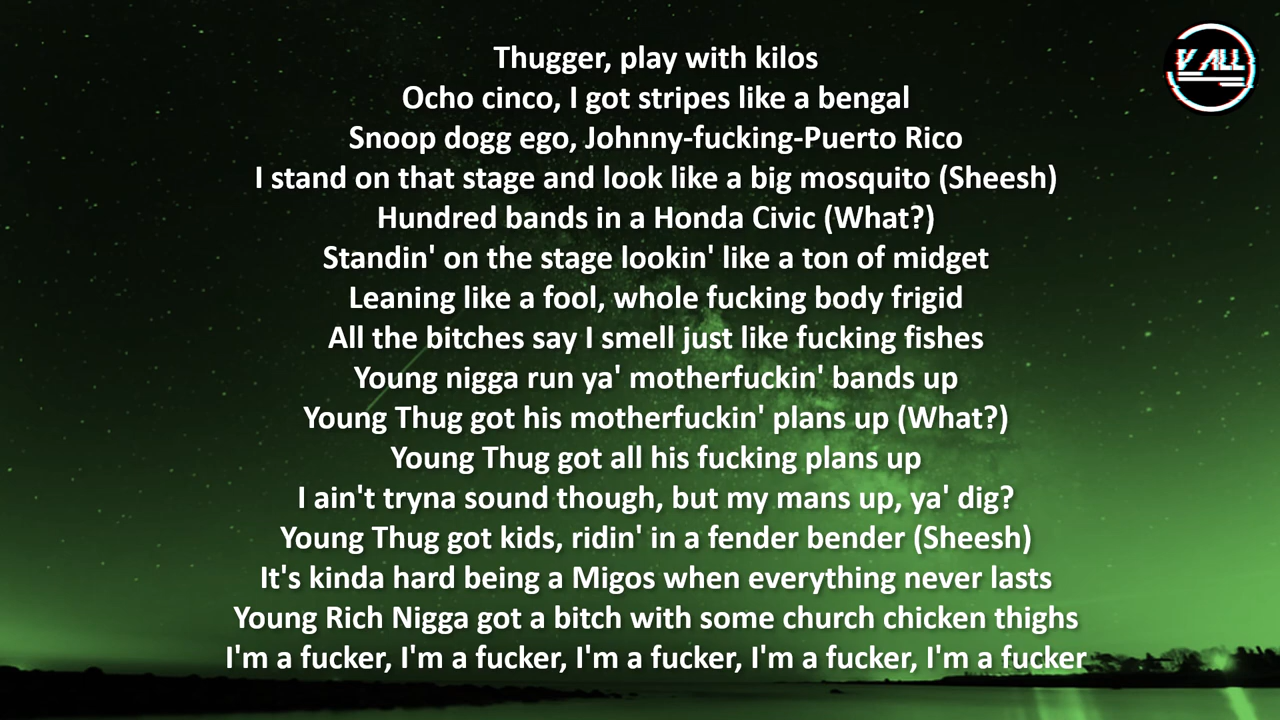 V ALL
Thugger, play with kilos
Ocho cinco, I got stripes like a bengal
Snoop dogg ego, Johnny-fucking-Puerto Rico
I stand on that stage and look like a big mosquito (Sheesh)
Hundred bands in a Honda Civic (What?)
Standin' on the stage lookin' like a ton of midget
Leaning like a fool, whole fucking body frigid
All the bitches say I smell just like fucking fishes
Young nigga run ya' motherfuckin' bands up
Young Thug got his motherfuckin' plans up (What?)
Young Thug got all his fucking plans up
I ain't tryna sound though, but my mans up, ya' dig?
Young Thug got kids, ridin' in a fender bender (Sheesh)
It's kinda hard being a Migos when everything never lasts
Young Rich Nigga got a bitch with some church chicken thighs
I'm a fucker, I'm a fucker, I'm a fucker, I'm a fucker, I'm a fucker